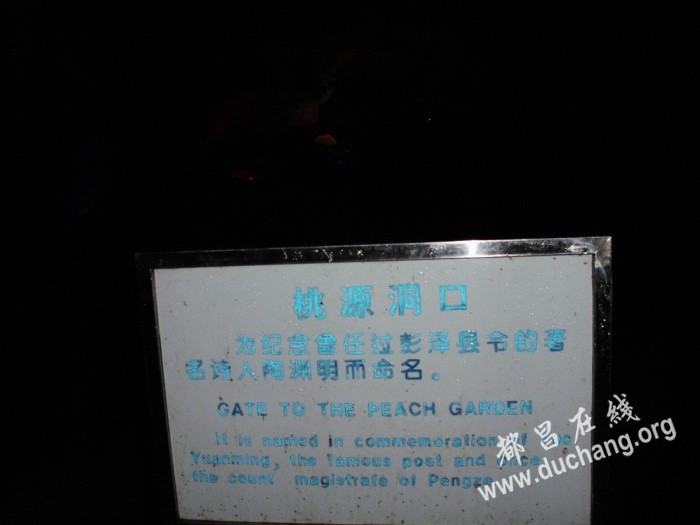 桃源洞口
为纪念曾任过彭泽县令的著
名诗人陶渊明而命名。
GATE TO THE PEACH GARDEN
It is named in commemoration of
Yuanming, the famous poet and once
the count magistrate of Pengze
都昌在线
www.duchang.org